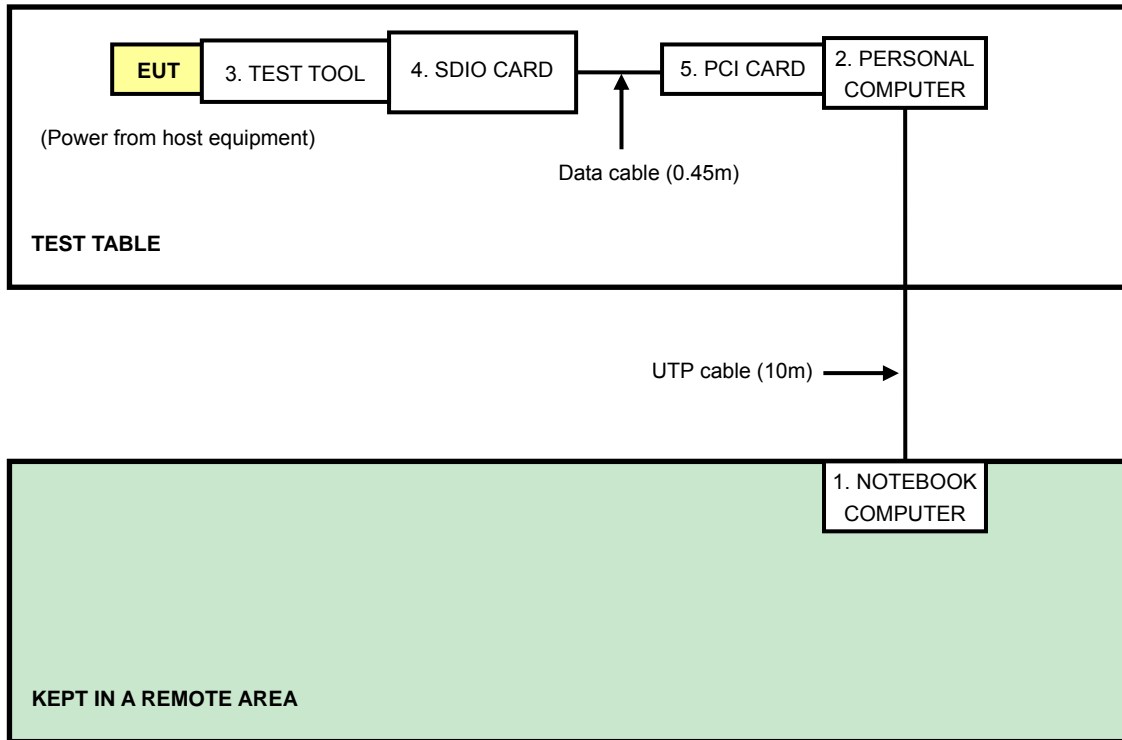 EUT
3. TEST TOOL
4. SDIO CARD
5. PCI CARD
2. PERSONAL
COMPUTER
(Power from host equipment)
Data cable (0.45m)
TEST TABLE
UTP cable (10m)
1. NOTEBOOK
COMPUTER
KEPT IN A REMOTE AREA